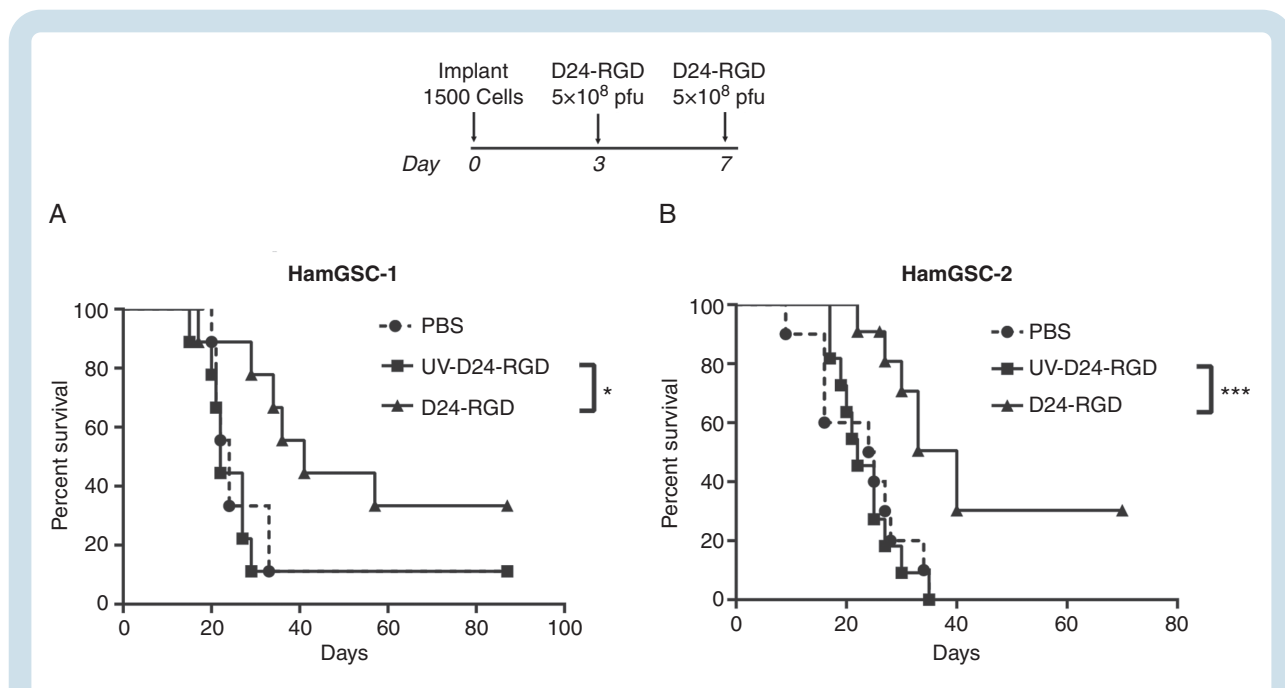 Implant D24-RGD D24-RGD
1500 Cells 5×10⁸ pfu 5×10⁸ pfu
Day 0 3 7
A
B
HamGSC-1
PBS
UV-D24-RGD
D24-RGD
*
Percent survival
100
80
60
40
20
0
0 20 40 60 80 100
Days
HamGSC-2
PBS
UV-D24-RGD
D24-RGD
***
Percent survival
100
80
60
40
20
0
0 20 40 60 80
Days